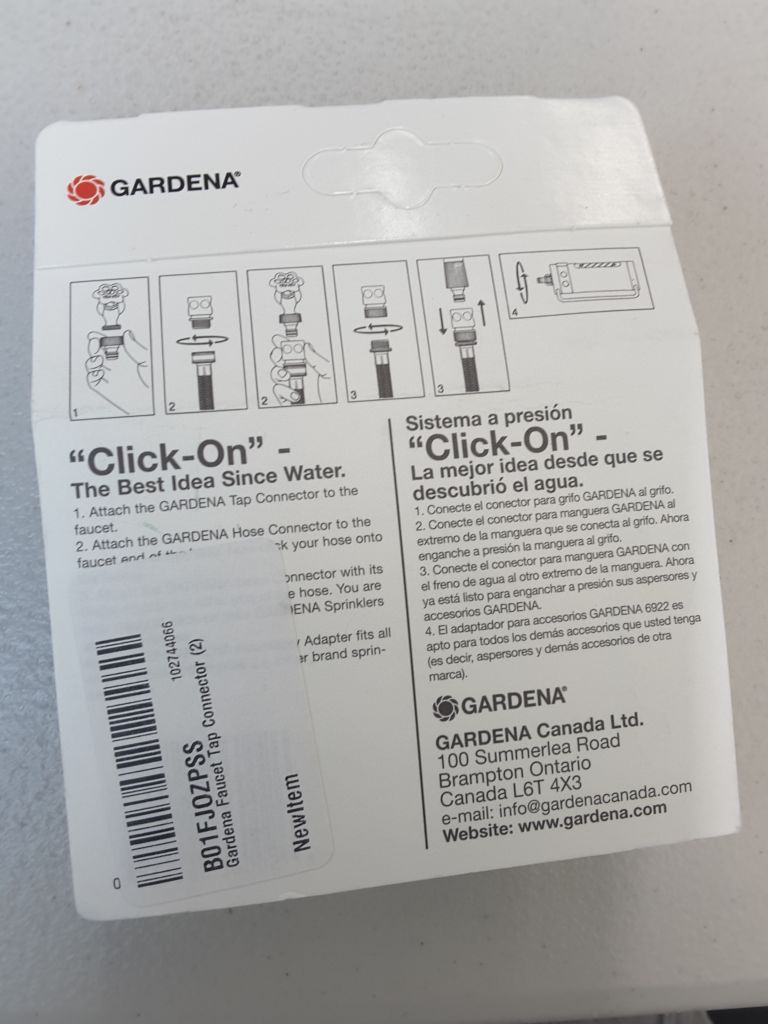 GARDENA®
1
2
2
3
3
4
“Click-On” -
The Best Idea Since Water.
1. Attach the GARDENA Tap Connector to the
faucet.
2. Attach the GARDENA Hose Connector to the
faucet end of the
ck your hose onto
onnector with its
e hose. You are
DENA Sprinklers
y Adapter fits all
er brand sprin-
102744066
B01FJOZPSS
Gardena Faucet Tap Connector (2)
NewItem
0
Sistema a presión
“Click-On” -
La mejor idea desde que se
descubrió el agua.
1. Conecte el conector para grifo GARDENA al grifo.
2. Conecte el conector para manguera GARDENA al
extremo de la manguera que se conecta al grifo. Ahora
enganche a presión la manguera al grifo.
3. Conecte el conector para manguera GARDENA con
el freno de agua al otro extremo de la manguera. Ahora
ya está listo para enganchar a presión sus aspersores y
accesorios GARDENA.
4. El adaptador para accesorios GARDENA 6922 es
apto para todos los demás accesorios que usted tenga
(es decir, aspersores y demás accesorios de otra
marca).
GARDENA®
GARDENA Canada Ltd.
100 Summerlea Road
Brampton Ontario
Canada L6T 4X3
e-mail: info@gardenacanada.com
Website: www.gardena.com